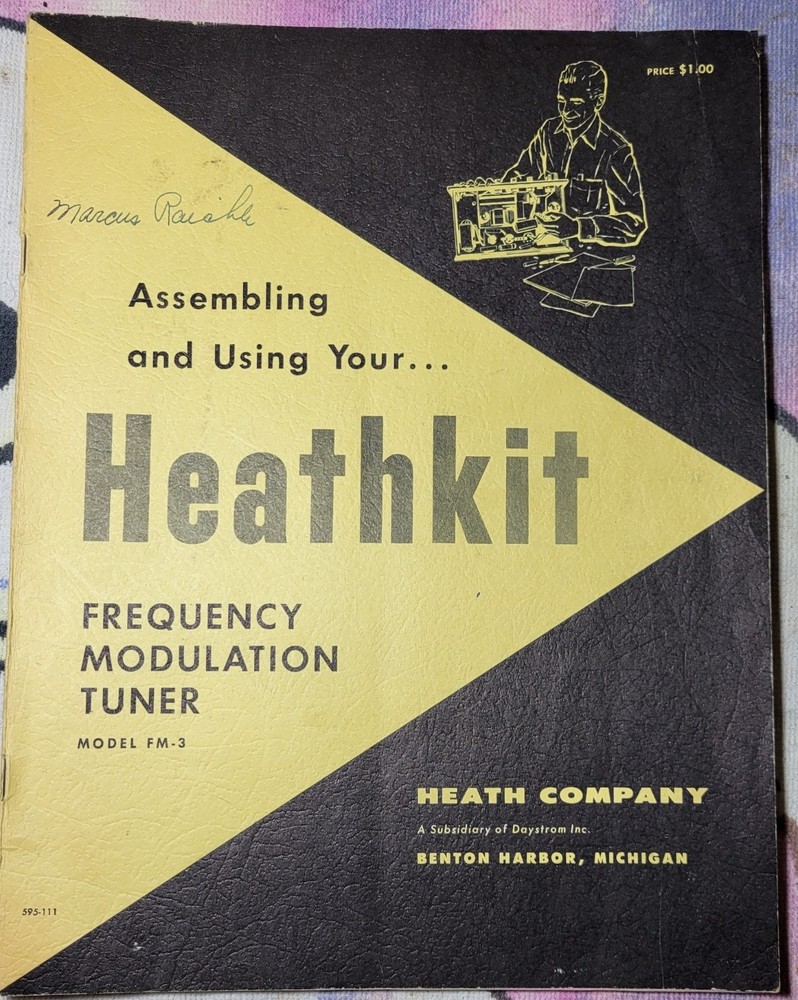 PRICE $1.00
Marcus
Assembling
and Using Your...
Heathkit
FREQUENCY
MODULATION
TUNER
MODEL FM-3
HEATH COMPANY
A Subsidiary of Daystrom Inc.
BENTON HARBOR, MICHIGAN
595-111